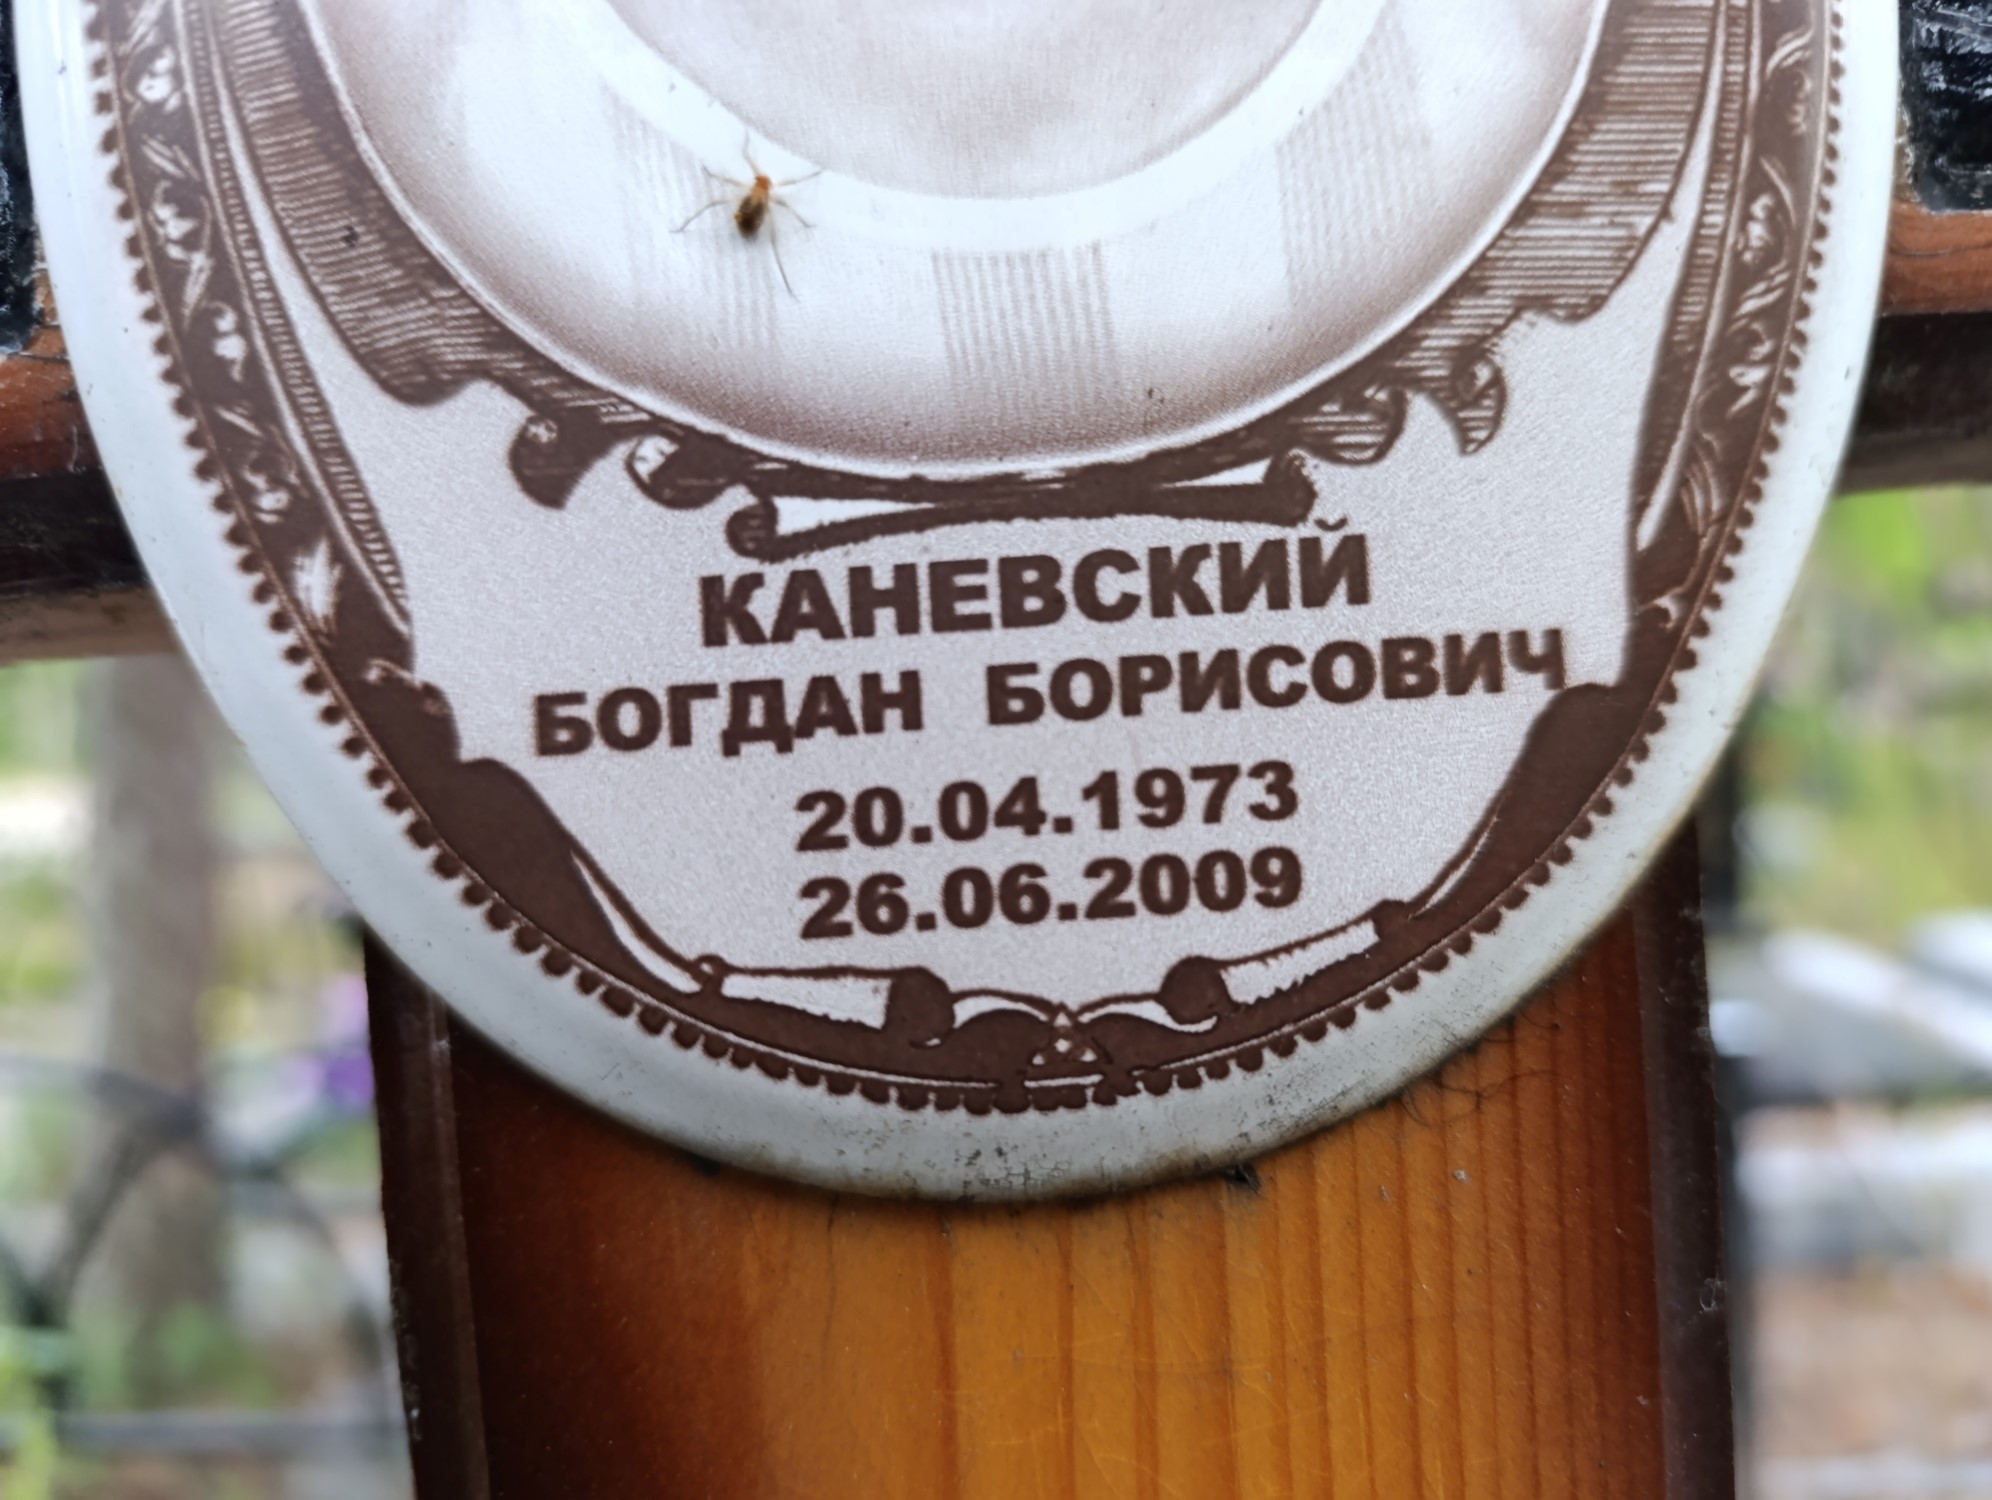 КАНЕВСКИЙ
БОГДАН БОРИСОВИЧ
20.04.1973
26.06.2009